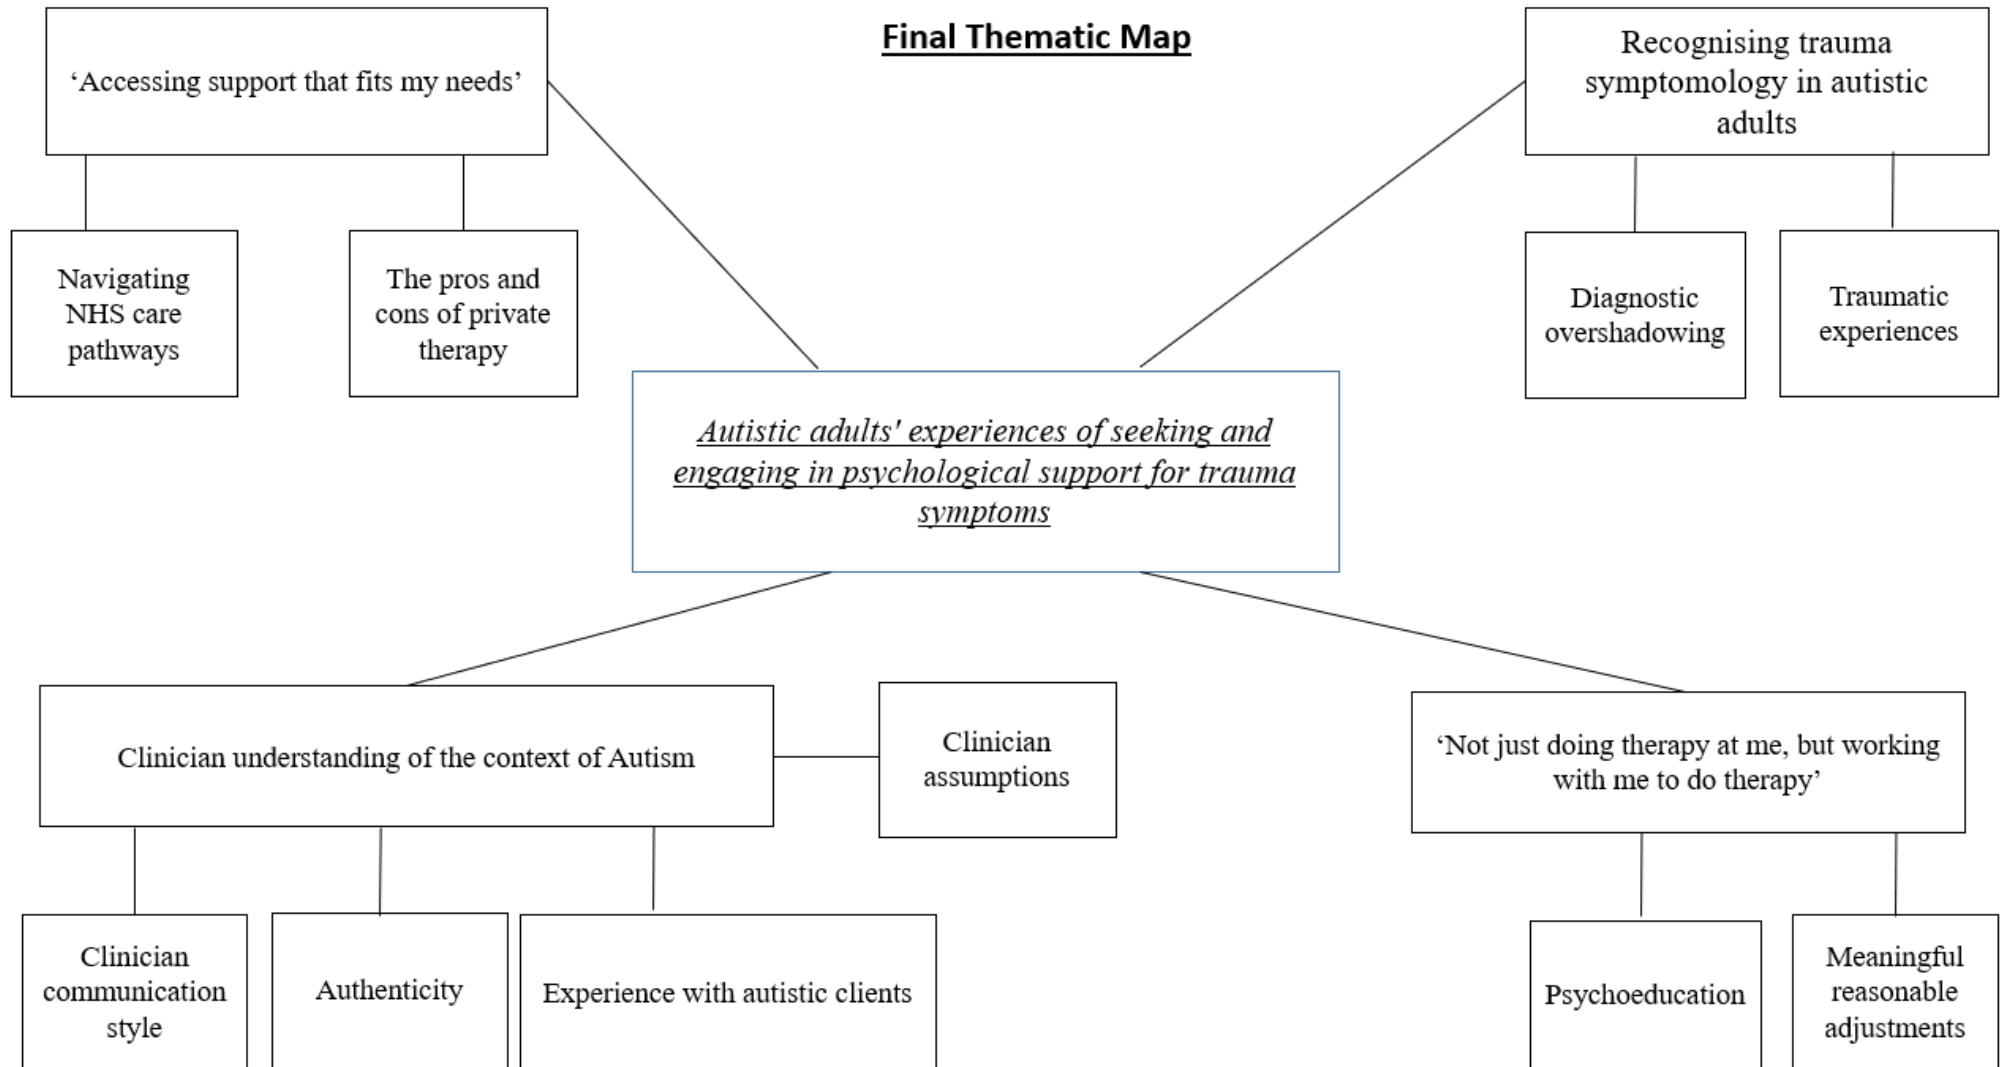 Final Thematic Map
‘Accessing support that fits my needs’
Recognising trauma
symptomology in autistic
adults
Navigating
NHS care
pathways
The pros and
cons of private
therapy
Diagnostic
overshadowing
Traumatic
experiences
Autistic adults' experiences of seeking and
engaging in psychological support for trauma
symptoms
Clinician understanding of the context of Autism
Clinician
assumptions
‘Not just doing therapy at me, but working
with me to do therapy’
Clinician
communication
style
Authenticity
Experience with autistic clients
Psychoeducation
Meaningful
reasonable
adjustments